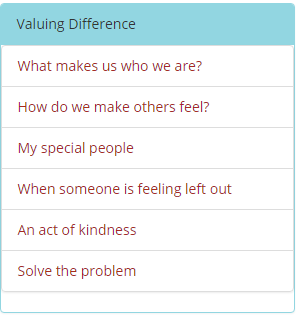 Valuing Difference
What makes us who we are?
How do we make others feel?
My special people
When someone is feeling left out
An act of kindness
Solve the problem